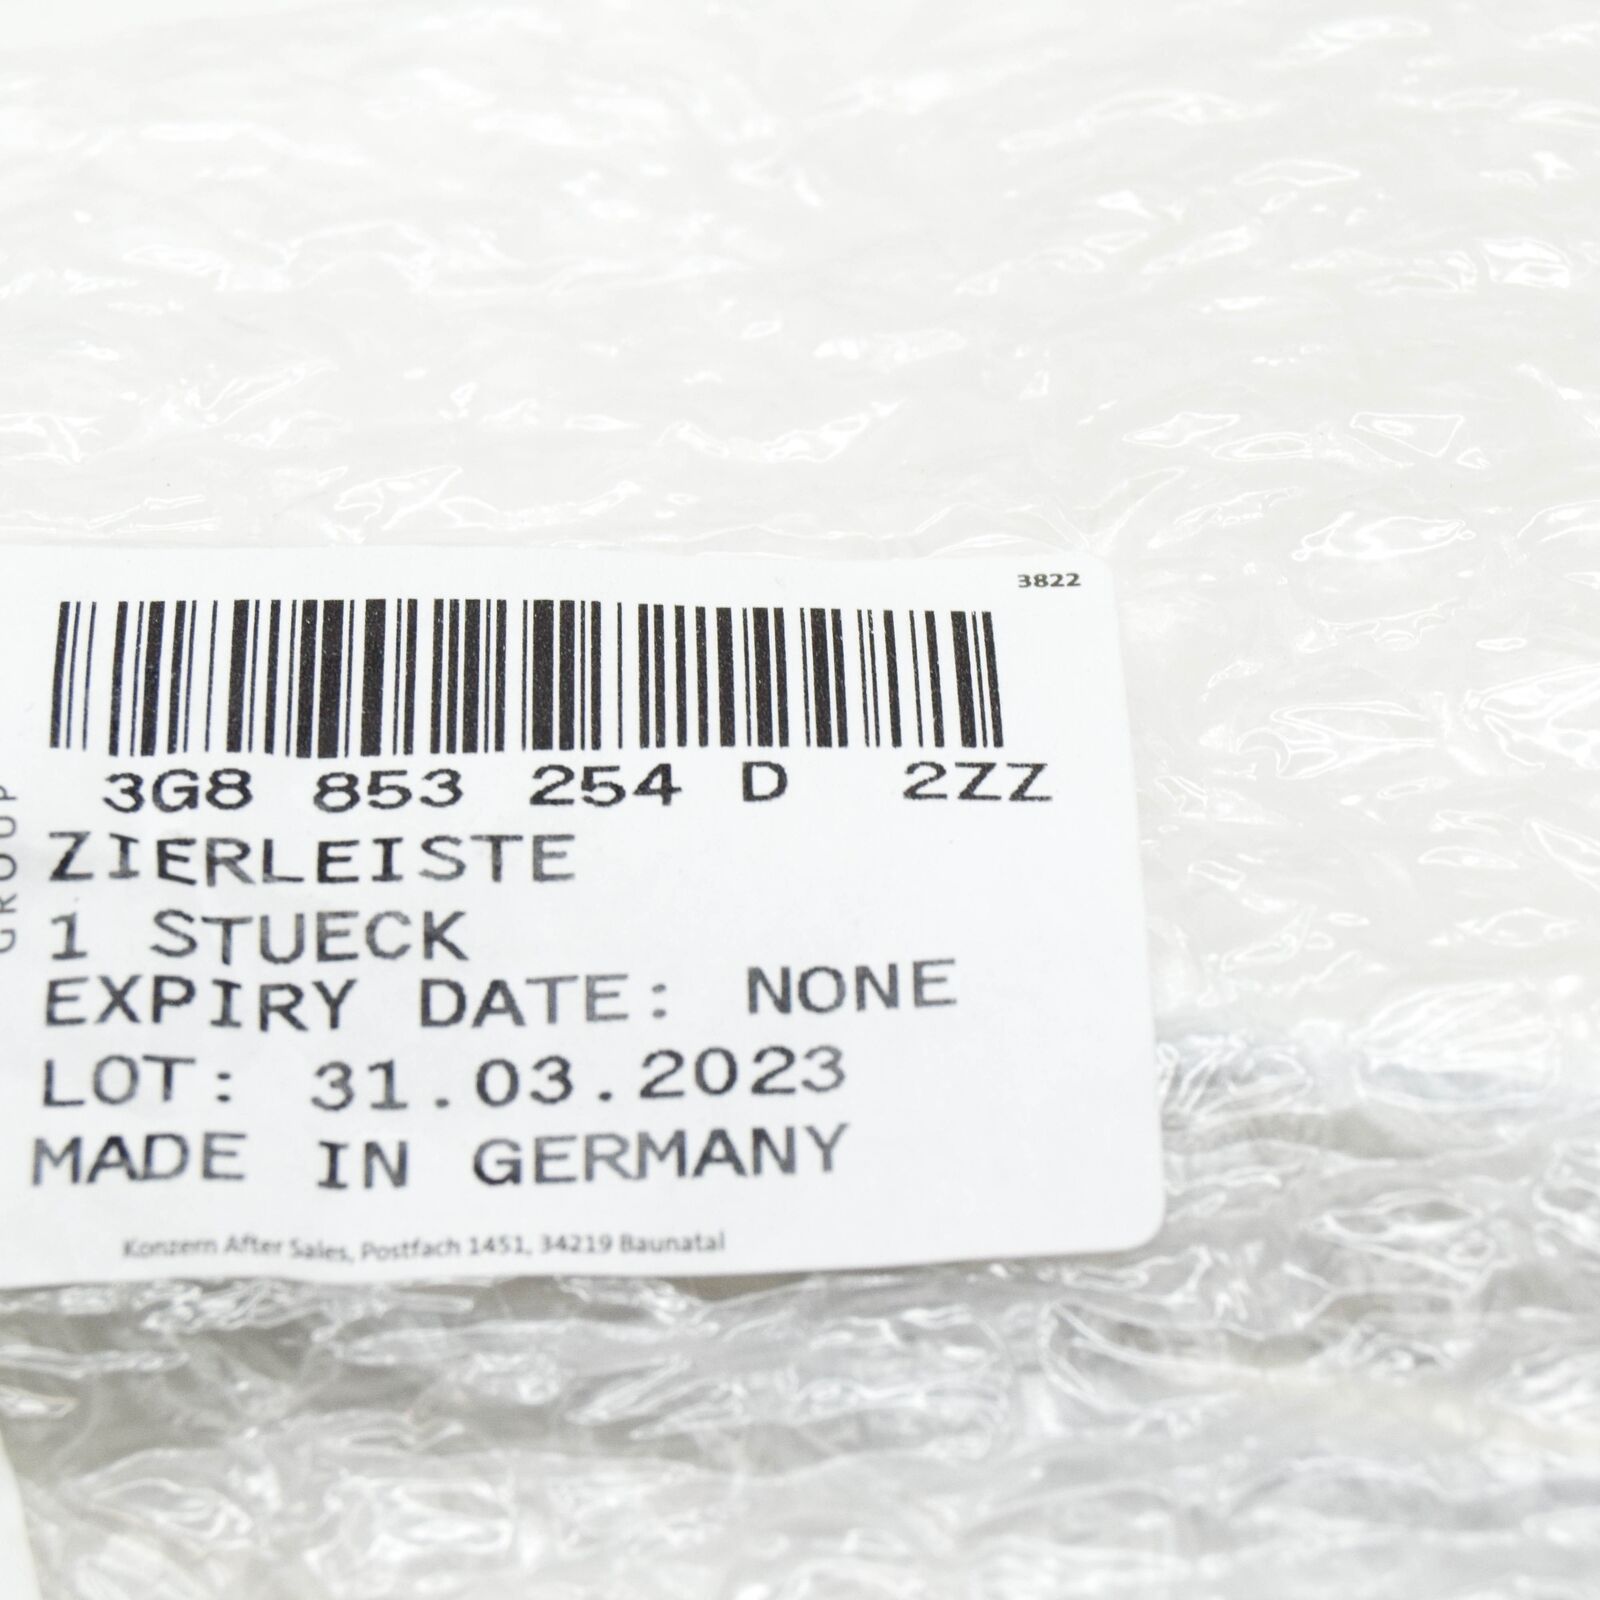 3822
3G8 853 254 D 2ZZ
GROUP
ZIERLEISTE
1 STUECK
EXPIRY DATE: NONE
LOT: 31.03.2023
MADE IN GERMANY
Konzern After Sales, Postfach 1451, 34219 Baunatal